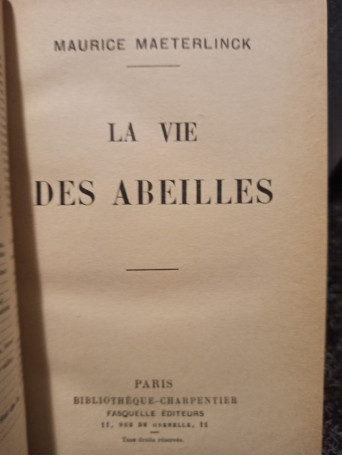 MAURICE MAETERLINCK
LA VIE
DES ABEILLES
PARIS
BIBLIOTHÈQUE-CHARPENTIER
FASQUELLE ÉDITEURS
11, RUE DE GRENELLE, 11
Tous droits réservés.